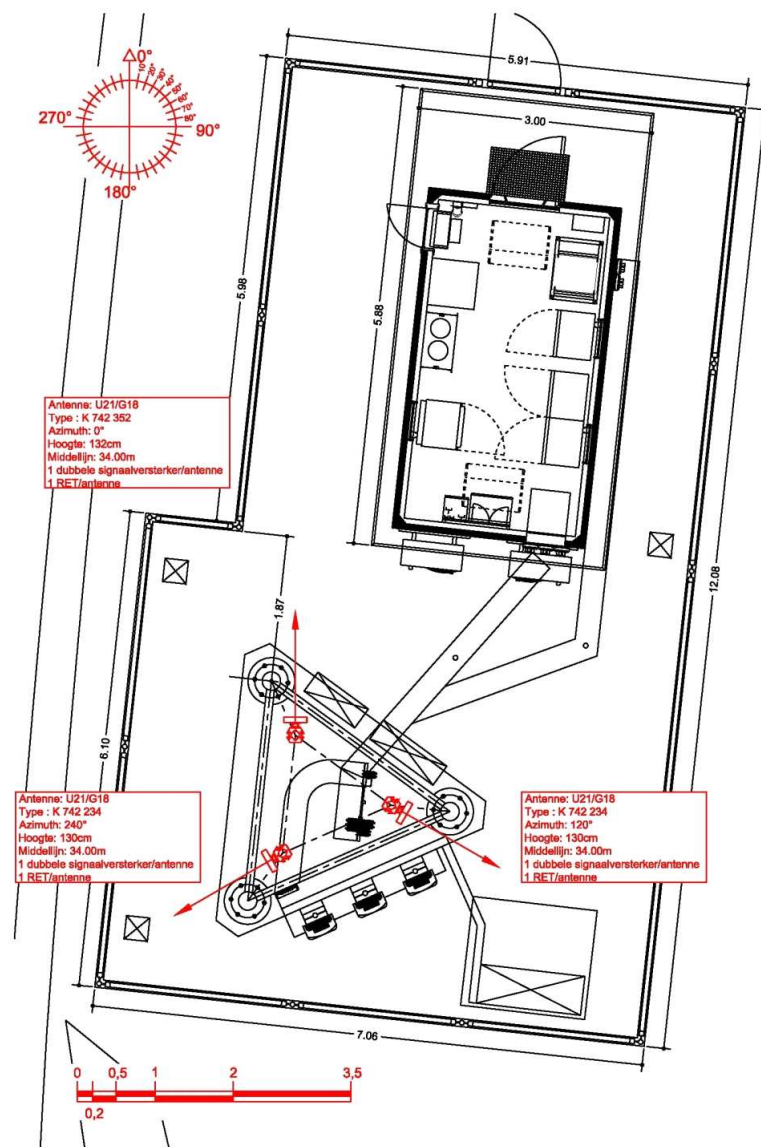 0°
10°
20°
30°
40°
50°
60°
70°
80°
270°
90°
180°
5.91
3.00
5.98
5.88
Antenne: U21/G18
Type : K 742 352
Azimuth: 0°
Hoogte: 132cm
Middellijn: 34.00m
1 dubbele signaalversterker/antenne
1 RET/antenne
12.08
1.87
6.10
Antenne: U21/G18
Type : K 742 234
Azimuth: 240°
Hoogte: 130cm
Middellijn: 34.00m
1 dubbele signaalversterker/antenne
1 RET/antenne
Antenne: U21/G18
Type : K 742 234
Azimuth: 120°
Hoogte: 130cm
Middellijn: 34.00m
1 dubbele signaalversterker/antenne
1 RET/antenne
7.06
0 0,5 1 2 3,5
0,2